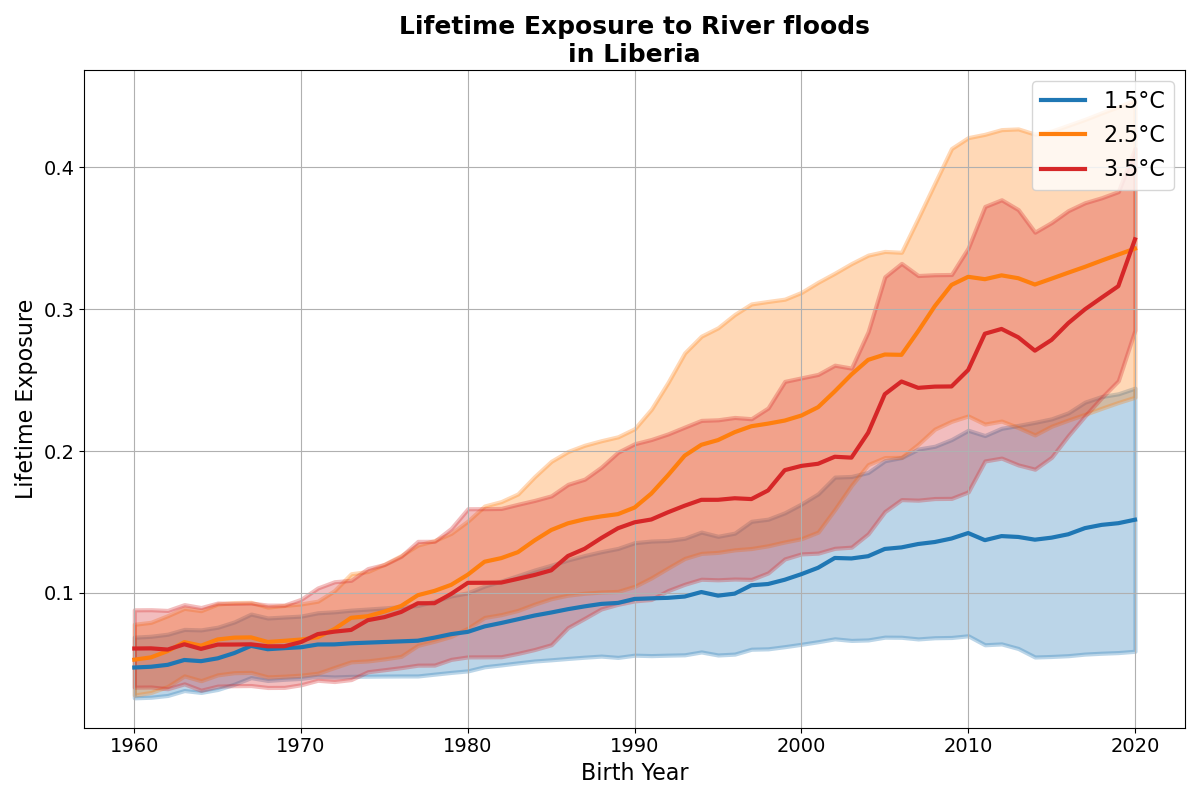 Lifetime Exposure to River floods
in Liberia
1.5°C
2.5°C
3.5°C
Lifetime Exposure
0.4
0.3
0.2
0.1
1960 1970 1980 1990 2000 2010 2020
Birth Year